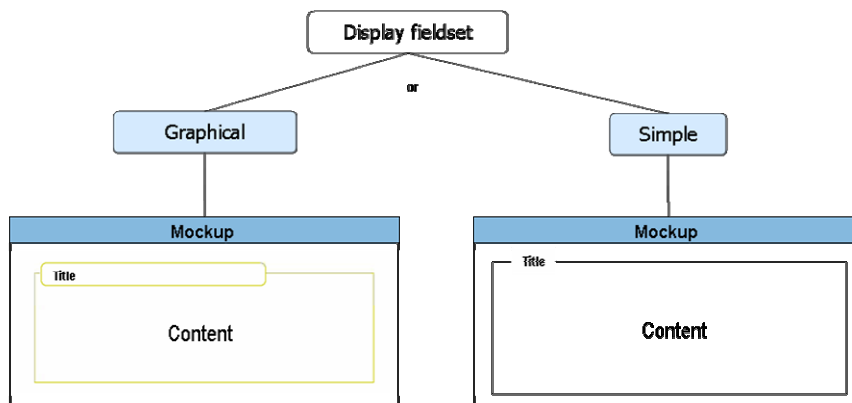 Display fieldset
or
Graphical
Simple
Mockup
Mockup
Title
Title
Content
Content